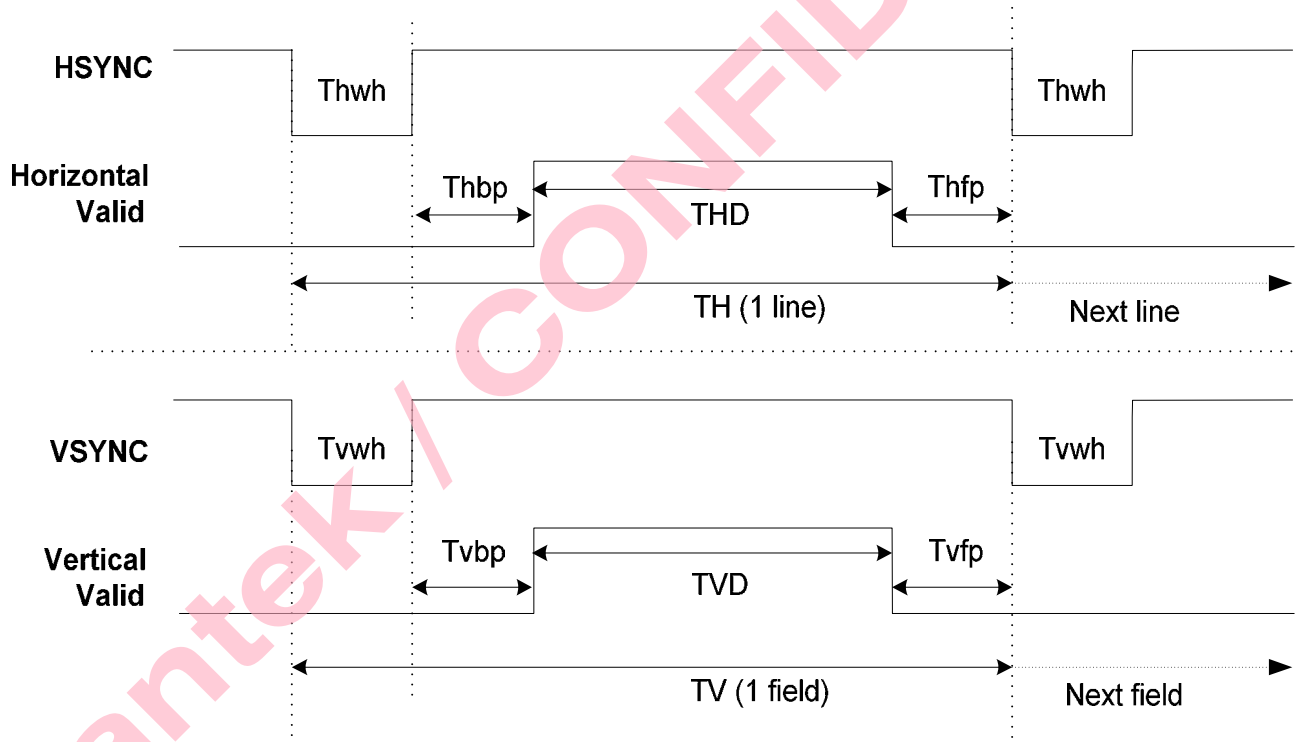 HSYNC
Thwh
Thwh
Horizontal
Valid
Thbp
THD
Thfp
TH (1 line)
Next line
VSYNC
Tvwh
Tvwh
Vertical
Valid
Tvbp
TVD
Tvfp
TV (1 field)
Next field
antek / CONFID